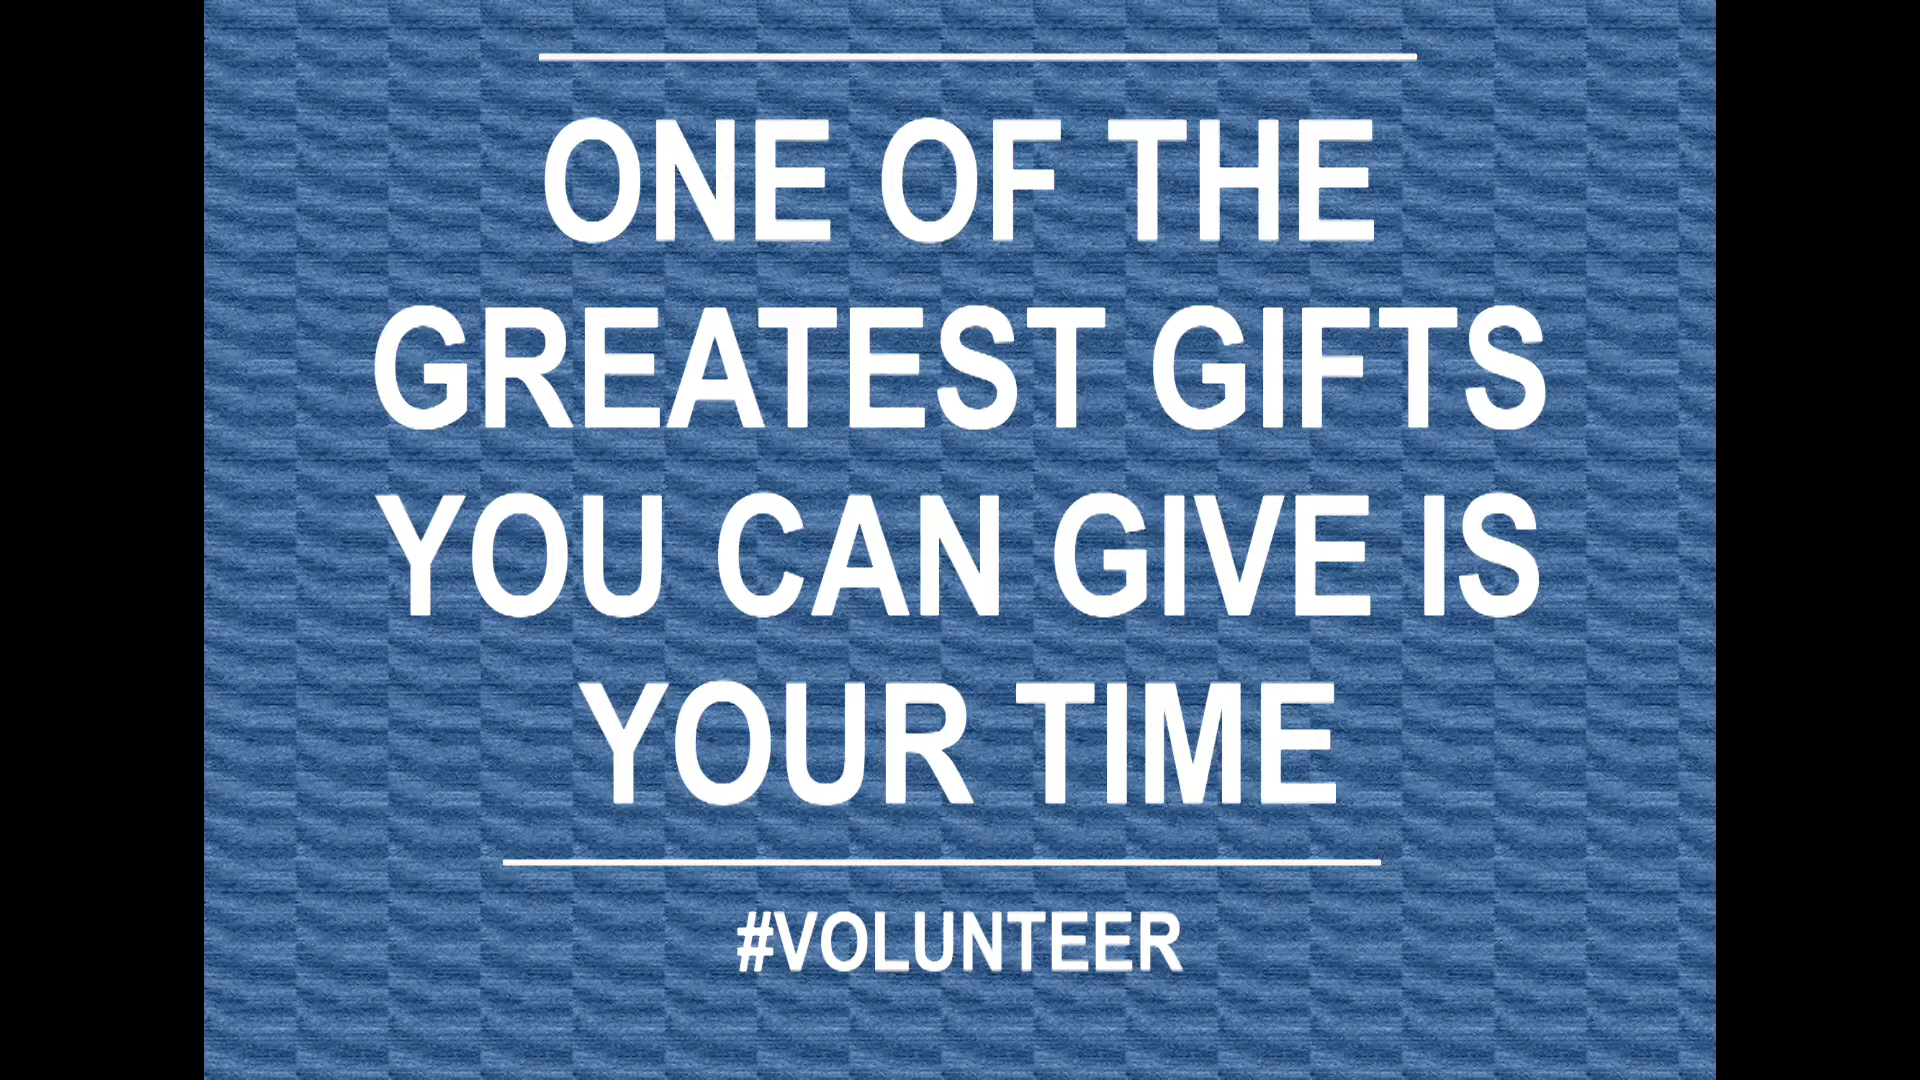 ONE OF THE
GREATEST GIFTS
YOU CAN GIVE IS
YOUR TIME
#VOLUNTEER